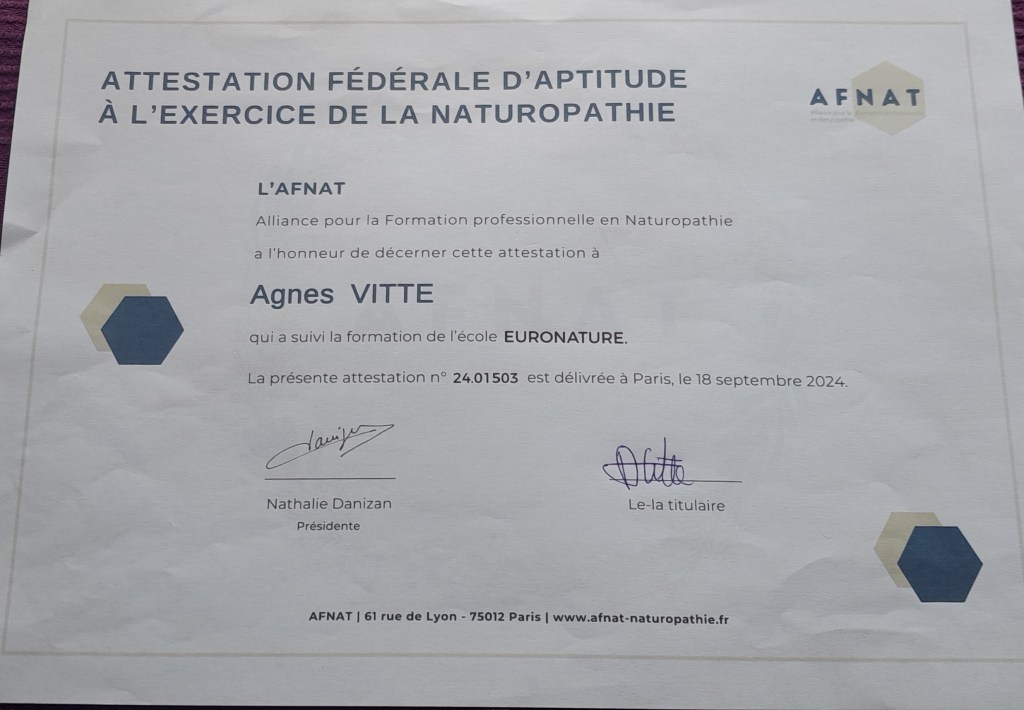 ATTESTATION FÉDÉRALE D'APTITUDE
À L'EXERCICE DE LA NATUROPATHIE
AFNAT
L'AFNAT
Alliance pour la Formation professionnelle en Naturopathie
a l'honneur de décerner cette attestation à
Agnes VITTE
qui a suivi la formation de l'école EURONATURE.
La présente attestation n° 24.01503 est délivrée à Paris, le 18 septembre 2024.
Nathalie Danizan
Présidente
Le-la titulaire
AFNAT | 61 rue de Lyon - 75012 Paris | www.afnat-naturopathie.fr